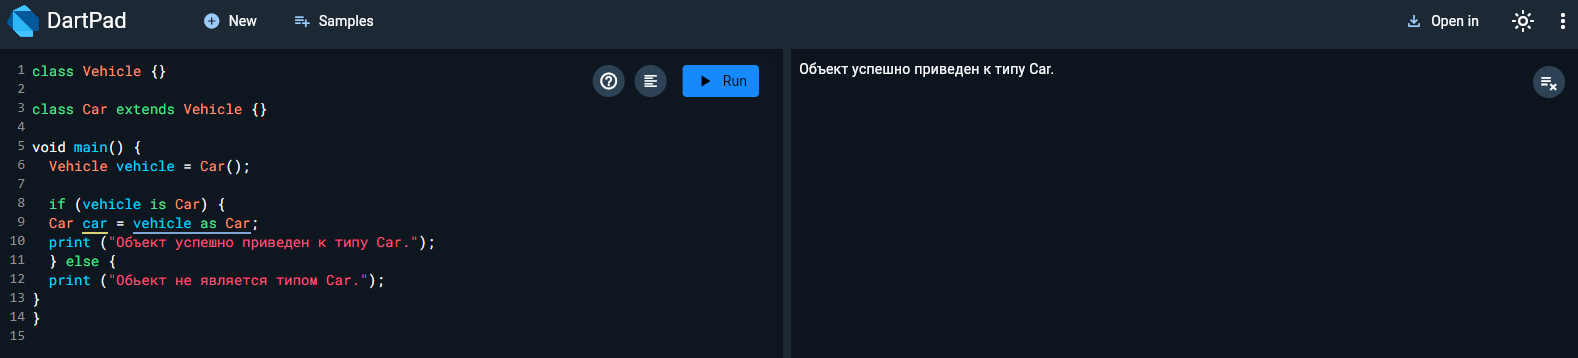 DartPad New Samples Open in
1 class Vehicle {}
2
3 class Car extends Vehicle {}
4
5 void main() {
6 Vehicle vehicle = Car();
7
8 if (vehicle is Car) {
9 Car car = vehicle as Car;
10 print ("Объект успешно приведен к типу Car.");
11 } else {
12 print ("Обьект не является типом Car.");
13 }
14 }
15
Run
Объект успешно приведен к типу Car.